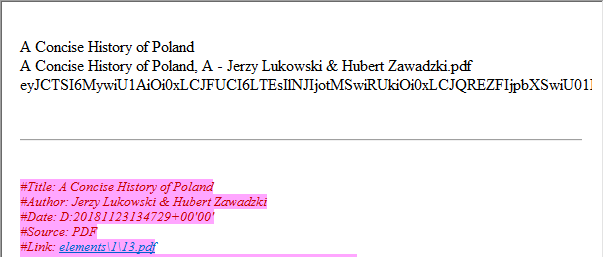 A Concise History of Poland
A Concise History of Poland, A - Jerzy Lukowski & Hubert Zawadzki.pdf
eyJCTSI6MywiU1AiOi0xLCJFUCI6LTEsIlNJIjotMSwiRUkiOi0xLCJQREZFIjpbXSwiU01I
#Title: A Concise History of Poland
#Author: Jerzy Lukowski & Hubert Zawadzki
#Date: D:20181123134729+00'00'
#Source: PDF
#Link: elements\1\13.pdf